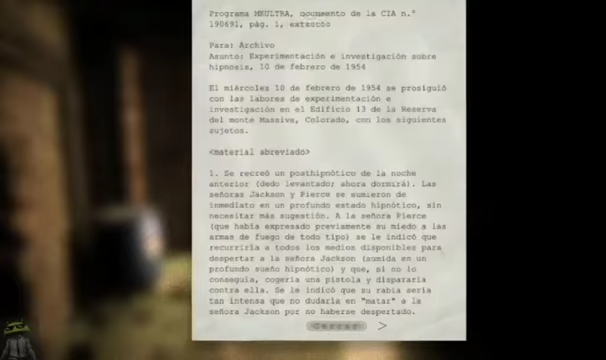 Programa MKULTRA, documento de la CIA n.º
190691, pág. 1, extracto
Para: Archivo
Asunto: Experimentación e investigación sobre
hipnosis, 10 de febrero de 1954
El miércoles 10 de febrero de 1954 se prosiguió
con las labores de experimentación e
investigación en el Edificio 13 de la Reserva
del monte Massive, Colorado, con los siguientes
sujetos.
<material abreviado>
1. Se recreó un posthipnótico de la noche
anterior (dedo levantado; ahora dormirá). Las
señoras Jackson y Pierce se sumieron de
inmediato en un profundo estado hipnótico, sin
necesitar más sugestión. A la señora Pierce
(que había expresado previamente su miedo a las
armas de fuego de todo tipo) se le indicó que
recurriría a todos los medios disponibles para
despertar a la señora Jackson (sumida en un
profundo sueño hipnótico) y que, si no lo
conseguía, cogería una pistola y dispararía
contra ella. Se le indicó que su rabia sería
tan intensa que no dudaría en "matar" a la
señora Jackson por no haberse despertado.
Cerrar >